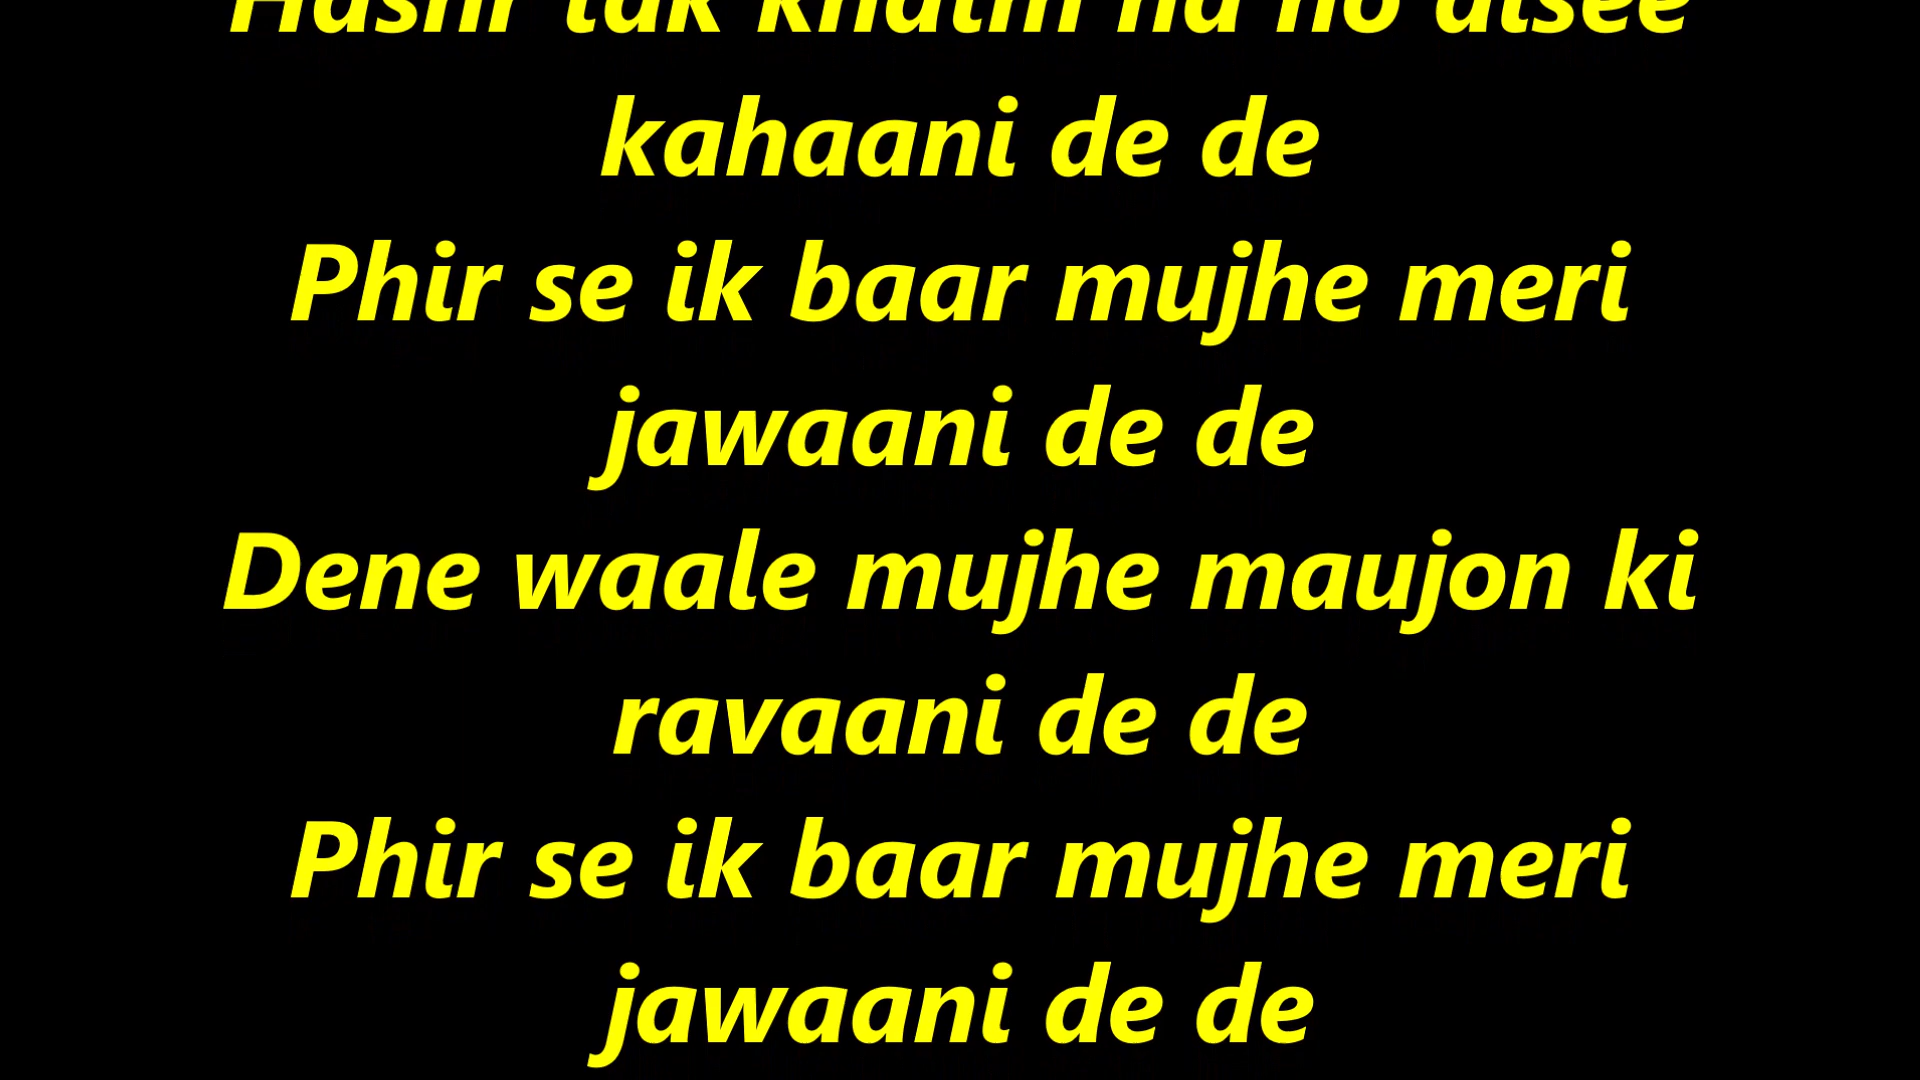 Hashr tak khatm na ho aisee
kahaani de de
Phir se ik baar mujhe meri
jawaani de de
Dene waale mujhe maujon ki
ravaani de de
Phir se ik baar mujhe meri
jawaani de de